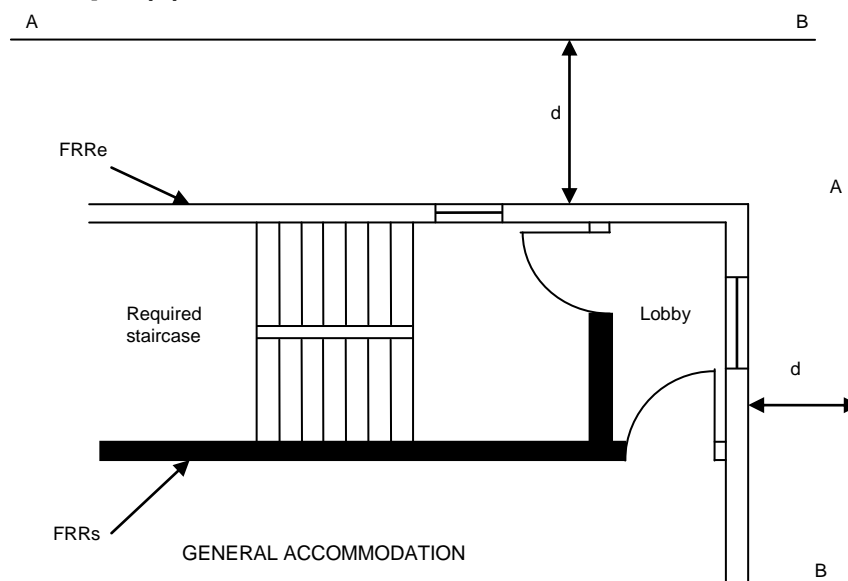 A B
d
FRRe
A
Required
staircase
Lobby
d
FRRs
GENERAL ACCOMMODATION
B